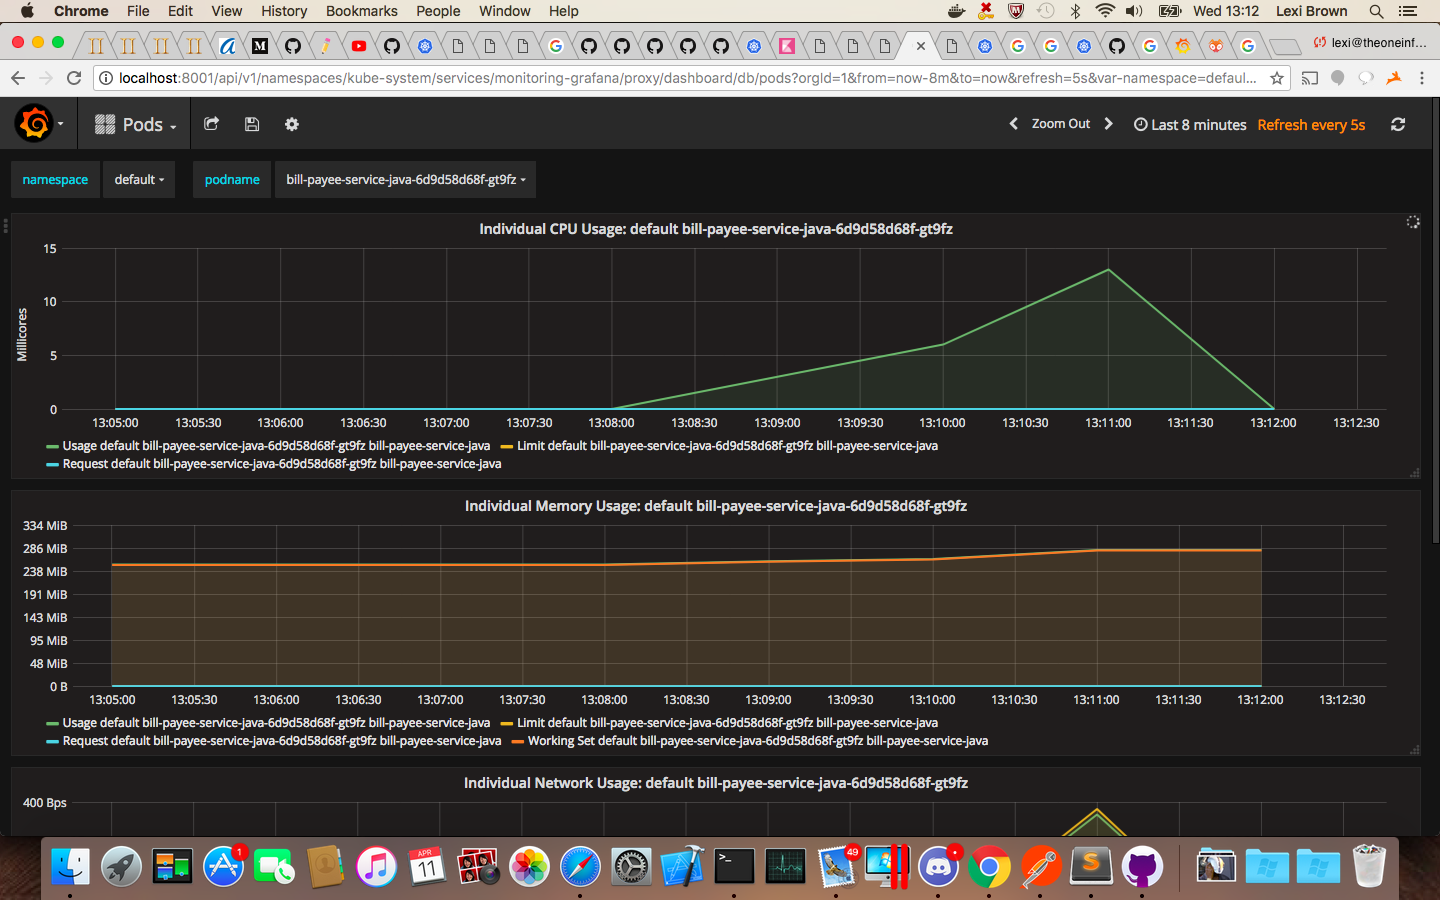 Chrome File Edit View History Bookmarks People Window Help Wed 13:12 Lexi Brown
lexi@theoneinf...
localhost:8001/api/v1/namespaces/kube-system/services/monitoring-grafana/proxy/dashboard/db/pods?orgId=1&from=now-8m&to=now&refresh=5s&var-namespace=defaul...
Pods Zoom Out Last 8 minutes Refresh every 5s
namespace default podname bill-payee-service-java-6d9d58d68f-gt9fz
Individual CPU Usage: default bill-payee-service-java-6d9d58d68f-gt9fz
15
10
5
0
Millicores
13:05:00 13:05:30 13:06:00 13:06:30 13:07:00 13:07:30 13:08:00 13:08:30 13:09:00 13:09:30 13:10:00 13:10:30 13:11:00 13:11:30 13:12:00 13:12:30
Usage default bill-payee-service-java-6d9d58d68f-gt9fz bill-payee-service-java Limit default bill-payee-service-java-6d9d58d68f-gt9fz bill-payee-service-java
Request default bill-payee-service-java-6d9d58d68f-gt9fz bill-payee-service-java
Individual Memory Usage: default bill-payee-service-java-6d9d58d68f-gt9fz
334 MiB
286 MiB
238 MiB
191 MiB
143 MiB
95 MiB
48 MiB
0 B
13:05:00 13:05:30 13:06:00 13:06:30 13:07:00 13:07:30 13:08:00 13:08:30 13:09:00 13:09:30 13:10:00 13:10:30 13:11:00 13:11:30 13:12:00 13:12:30
Usage default bill-payee-service-java-6d9d58d68f-gt9fz bill-payee-service-java Limit default bill-payee-service-java-6d9d58d68f-gt9fz bill-payee-service-java
Request default bill-payee-service-java-6d9d58d68f-gt9fz bill-payee-service-java Working Set default bill-payee-service-java-6d9d58d68f-gt9fz bill-payee-service-java
Individual Network Usage: default bill-payee-service-java-6d9d58d68f-gt9fz
400 Bps
1
APR
11
49